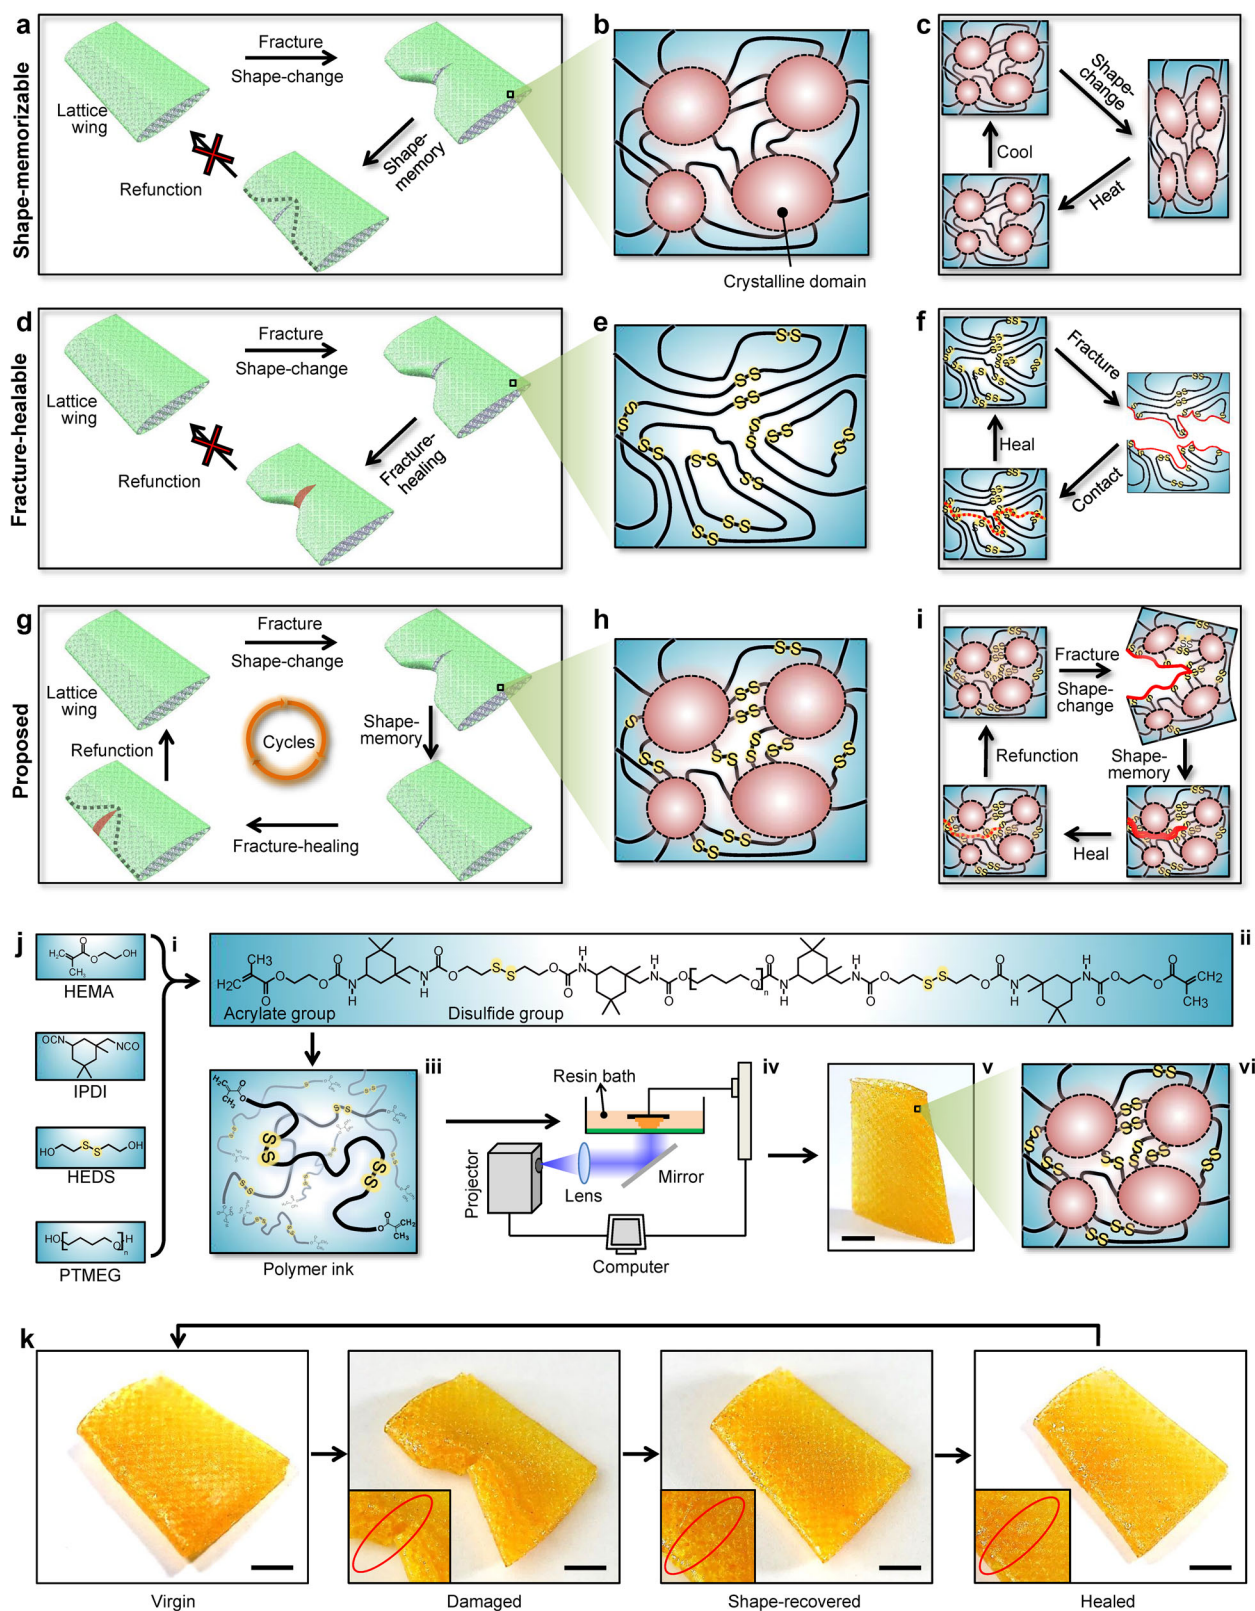 Shape-memorizable
a
Fracture
Shape-change
Lattice
wing
Shape-
memory
Refunction
b
Crystalline domain
c
Shape-
change
Cool
Heat
Fracture-healable
d
Fracture
Shape-change
Lattice
wing
Fracture-
healing
Refunction
e
S-S
S-S
S-S
S-S
S-S
S-S
S-S
S-S
S-S
f
Fracture
Heal
Contact
Proposed
g
Fracture
Shape-change
Lattice
wing
Cycles
Shape-
memory
Refunction
Fracture-healing
h
S-S
S-S
S-S
S-S
S-S
S-S
S-S
S-S
S-S
S-S
i
Fracture
Shape-
change
Refunction
Shape-
memory
Heal
j
HEMA
IPDI
HEDS
PTMEG
i
ii
Acrylate group
Disulfide group
iii
Polymer ink
iv
Resin bath
Projector
Lens
Mirror
Computer
v
vi
k
Virgin
Damaged
Shape-recovered
Healed